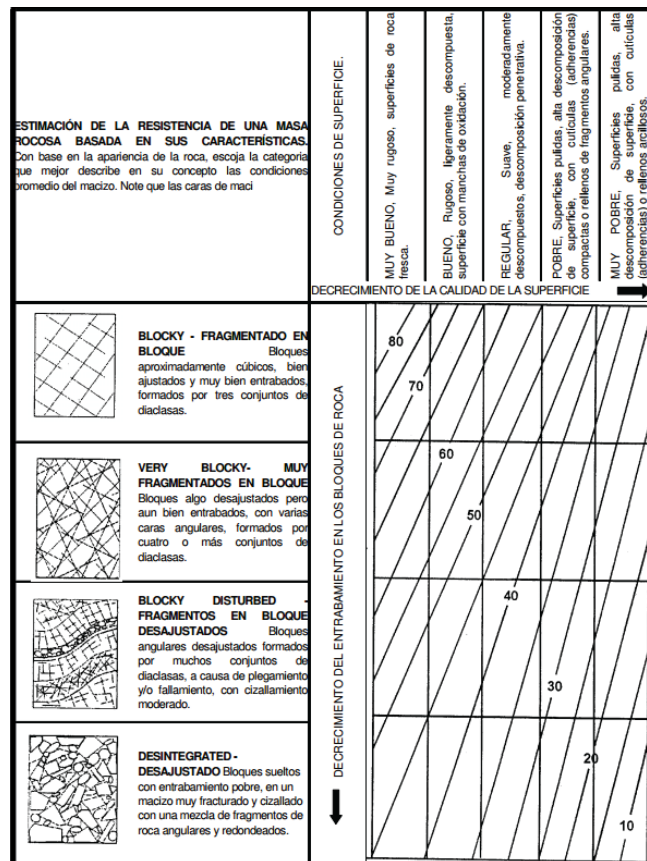 ESTIMACIÓN DE LA RESISTENCIA DE UNA MASA
ROCOSA BASADA EN SUS CARACTERÍSTICAS.
Con base en la apariencia de la roca, escoja la categoria
que mejor describe en su concepto las condiciones
promedio del macizo. Note que las caras de maci
CONDICIONES DE SUPERFICIE.
MUY BUENO, Muy rugoso, superficies de roca
fresca.
BUENO, Rugoso, ligeramente descompuesta,
superficie con manchas de oxidación.
REGULAR, Suave, moderadamente
descompuestos, descomposición penetrativa.
POBRE, Superficies pulidas, alta descomposición
de superficie, con cutículas (adherencias)
compactas o rellenos de fragmentos angulares.
MUY POBRE, Superficies pulidas, alta
descomposición de superficie, con cutículas
(adherencias) o rellenos arcillosos.
DECRECIMIENTO DE LA CALIDAD DE LA SUPERFICIE
BLOCKY - FRAGMENTADO EN
BLOQUE Bloques
aproximadamente cúbicos, bien
ajustados y muy bien entrabados,
formados por tres conjuntos de
diaclasas.
VERY BLOCKY- MUY
FRAGMENTADOS EN BLOQUE
Bloques algo desajustados pero
aun bien entrabados, con varias
caras angulares, formados por
cuatro o más conjuntos de
diaclasas.
BLOCKY DISTURBED -
FRAGMENTOS EN BLOQUE
DESAJUSTADOS Bloques
angulares desajustados formados
por muchos conjuntos de
diaclasas, a causa de plegamiento
y/o fallamiento, con cizallamiento
moderado.
DESINTEGRATED -
DESAJUSTADO Bloques sueltos
con entrabamiento pobre, en un
macizo muy fracturado y cizallado
con una mezcla de fragmentos de
roca angulares y redondeados.
DECRECIMIENTO DEL ENTRABAMIENTO EN LOS BLOQUES DE ROCA
80
70
60
50
40
30
20
10